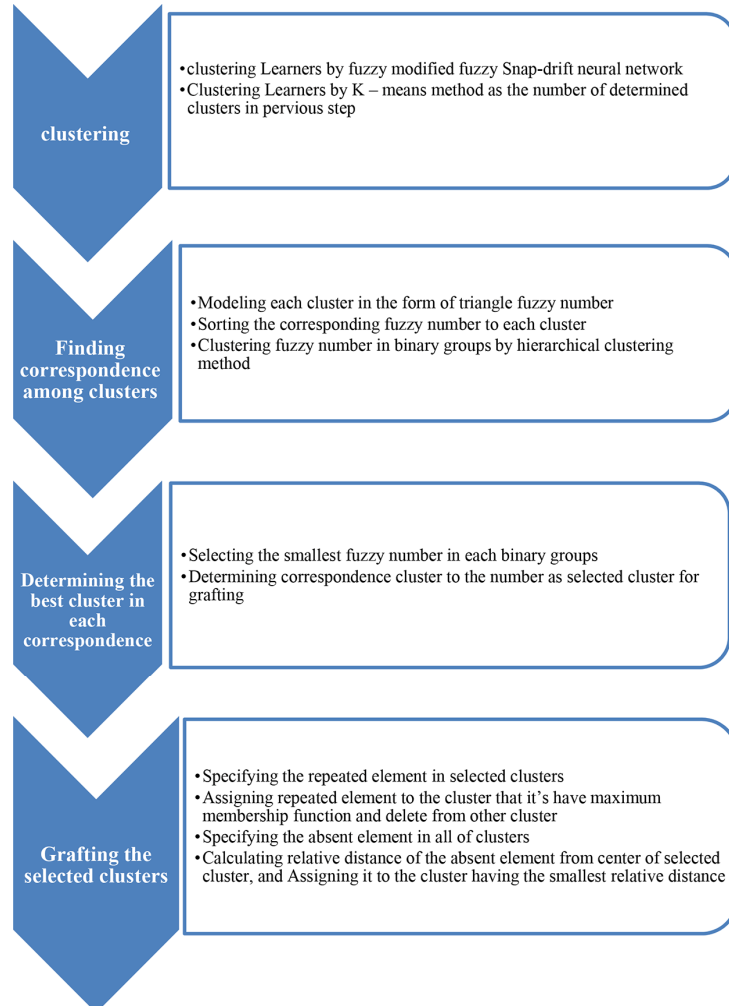 clustering
•clustering Learners by fuzzy modified fuzzy Snap-drift neural network
•Clustering Learners by K – means method as the number of determined
clusters in pervious step
Finding
correspondence
among clusters
•Modeling each cluster in the form of triangle fuzzy number
•Sorting the corresponding fuzzy number to each cluster
•Clustering fuzzy number in binary groups by hierarchical clustering
method
Determining the
best cluster in
each
correspondence
•Selecting the smallest fuzzy number in each binary groups
•Determining correspondence cluster to the number as selected cluster for
grafting
Grafting the
selected clusters
•Specifying the repeated element in selected clusters
•Assigning repeated element to the cluster that it's have maximum
membership function and delete from other cluster
•Specifying the absent element in all of clusters
•Calculating relative distance of the absent element from center of selected
cluster, and Assigning it to the cluster having the smallest relative distance